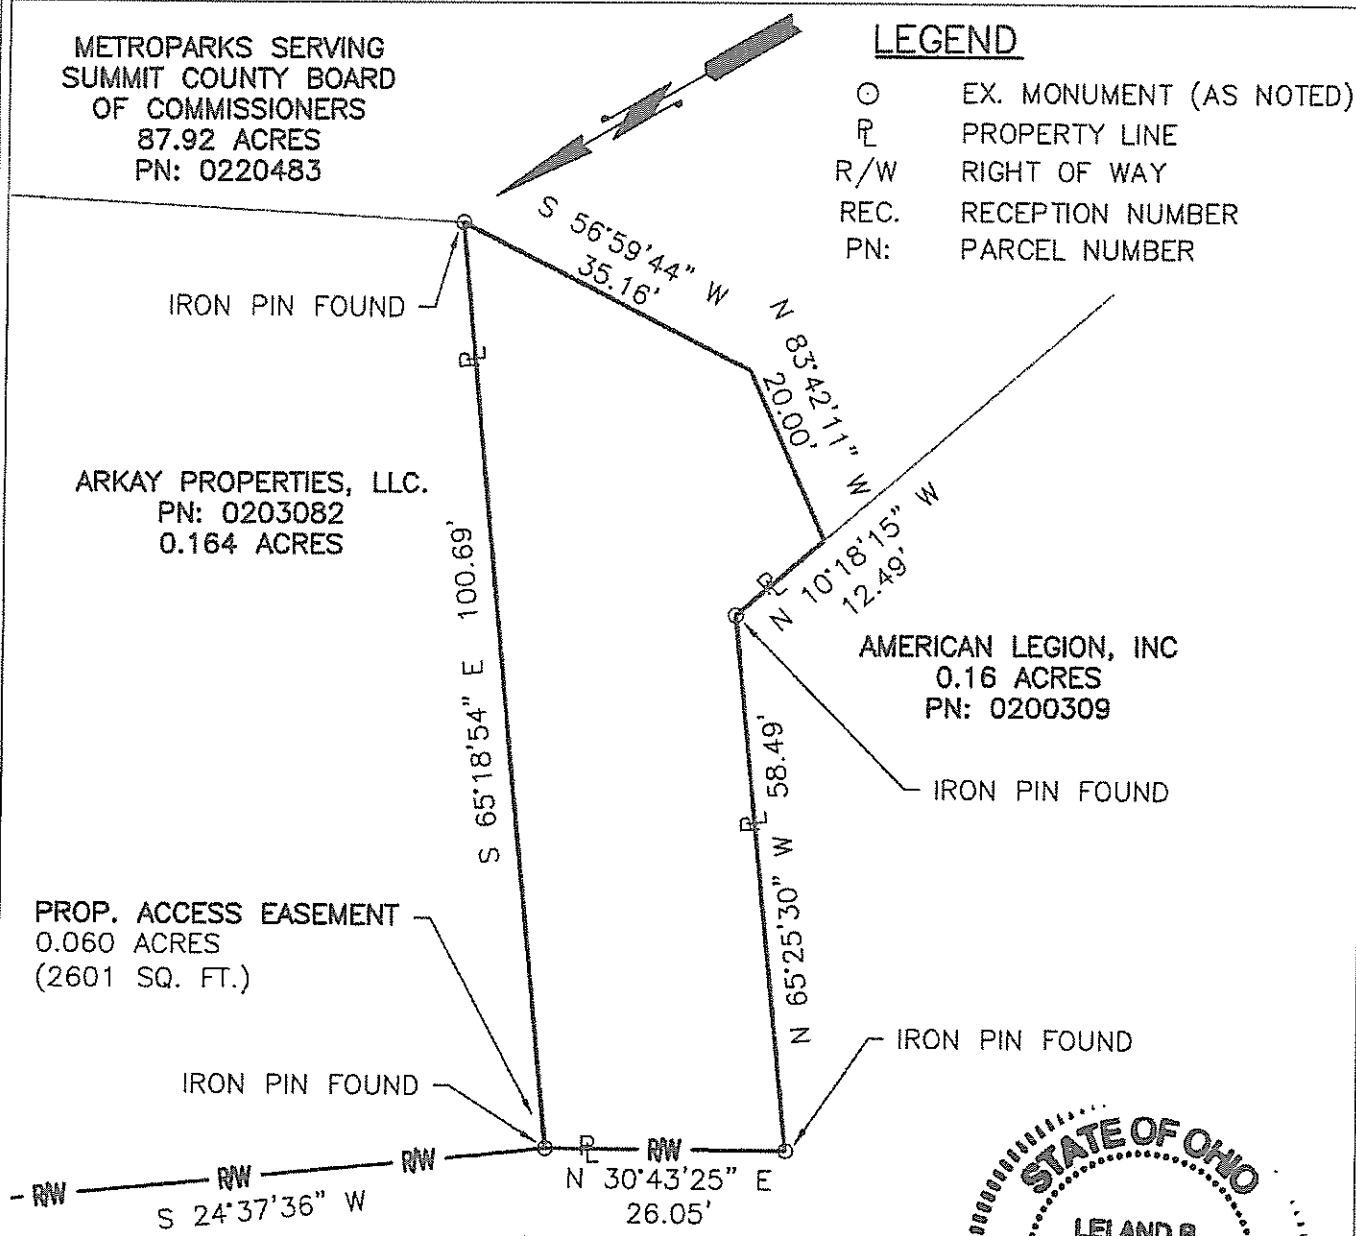 METROPARKS SERVING
SUMMIT COUNTY BOARD
OF COMMISSIONERS
87.92 ACRES
PN: 0220483
LEGEND
EX. MONUMENT (AS NOTED)
PL PROPERTY LINE
R/W RIGHT OF WAY
REC. RECEPTION NUMBER
PN: PARCEL NUMBER
S 56°59'44" W
35.16'
N 83°42'11" W
20.00'
IRON PIN FOUND
PL
ARKAY PROPERTIES, LLC.
PN: 0203082
0.164 ACRES
S 65°18'54" E 100.69'
PL
N 10°18'15" W
12.49'
AMERICAN LEGION, INC
0.16 ACRES
PN: 0200309
IRON PIN FOUND
PL
N 65°25'30" W 58.49'
PROP. ACCESS EASEMENT
0.060 ACRES
(2601 SQ. FT.)
IRON PIN FOUND
IRON PIN FOUND
R/W R/W R/W PL R/W
S 24°37'36" W
N 30°43'25" E
26.05'
STATE OF OHIO
LELAND R